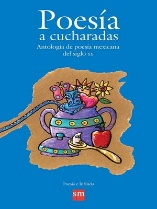 Poesía
a cucharadas
Antología de poesía mexicana
del siglo XX
sm